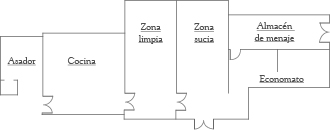 Asador
Cocina
Zona
limpia
Zona
sucia
Almacén
de menaje
Economato